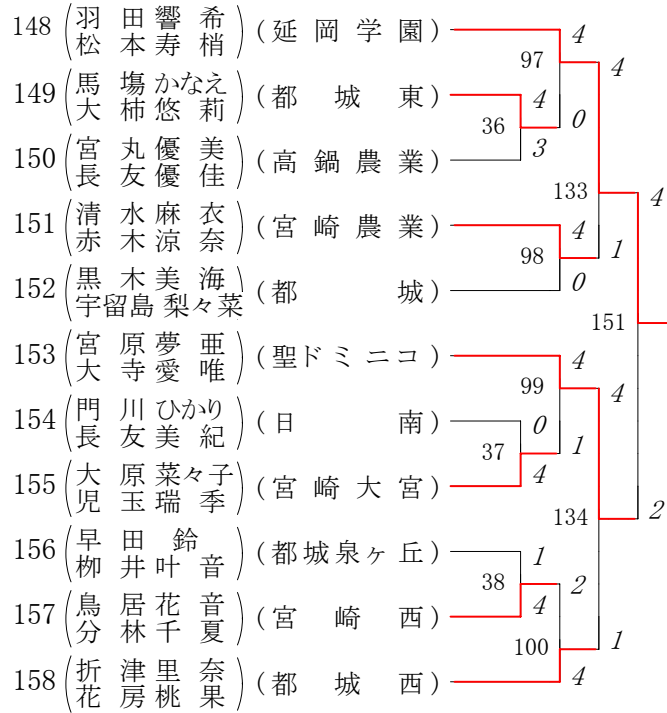 148 (羽田響希 松本寿梢) (延岡学園) 4
97 4
149 (馬塲かなえ 大柿悠莉) (都城東) 4 0
36
150 (宮丸優美 長友優佳) (高鍋農業) 3
133 4
151 (清水麻衣 赤木涼奈) (宮崎農業) 4 1
98
152 (黒木美海 宇留島梨々菜) (都城) 0
151
153 (宮原夢亜 大寺愛唯) (聖ドミニコ) 4
99 4
154 (門川ひかり 長友美紀) (日南) 0 1
37
155 (大原菜々子 児玉瑞季) (宮崎大宮) 4
134 2
156 (早田鈴 栁井叶音) (都城泉ヶ丘) 1
38 2
157 (鳥居花音 分林千夏) (宮崎西) 4
100 1
158 (折津里奈 花房桃果) (都城西) 4